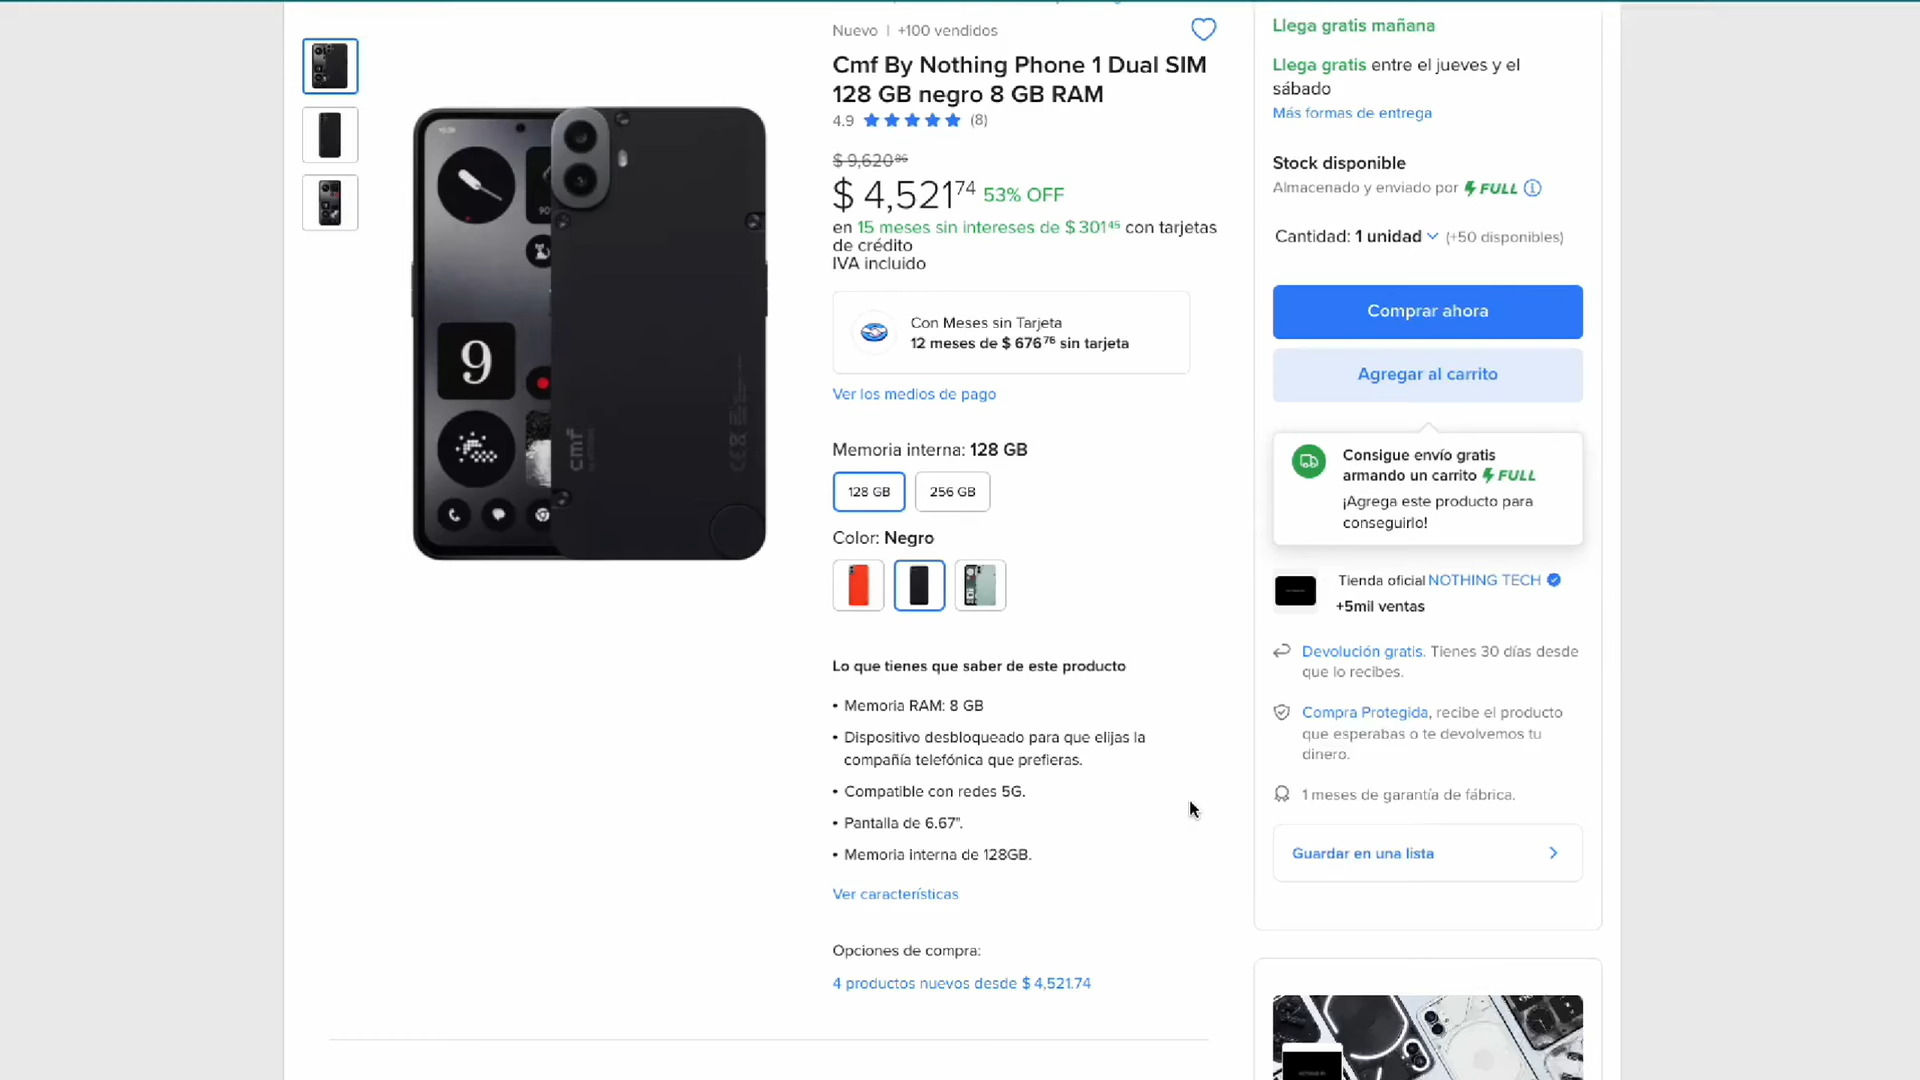 Nuevo | +100 vendidos
Cmf By Nothing Phone 1 Dual SIM
128 GB negro 8 GB RAM
4.9 (8)
$ 9,620 86
$ 4,521 74 53% OFF
en 15 meses sin intereses de $ 301 45 con tarjetas
de crédito
IVA incluido
Con Meses sin Tarjeta
12 meses de $ 676 76 sin tarjeta
Ver los medios de pago
Memoria interna: 128 GB
128 GB
256 GB
Color: Negro
Lo que tienes que saber de este producto
• Memoria RAM: 8 GB
• Dispositivo desbloqueado para que elijas la
compañía telefónica que prefieras.
• Compatible con redes 5G.
• Pantalla de 6.67".
• Memoria interna de 128GB.
Ver características
Opciones de compra:
4 productos nuevos desde $ 4,521.74
Llega gratis mañana
Llega gratis entre el jueves y el
sábado
Más formas de entrega
Stock disponible
Almacenado y enviado por FULL
Cantidad: 1 unidad (+50 disponibles)
Comprar ahora
Agregar al carrito
Consigue envío gratis
armando un carrito FULL
¡Agrega este producto para
conseguirlo!
Tienda oficial NOTHING TECH
+5mil ventas
Devolución gratis. Tienes 30 días desde
que lo recibes.
Compra Protegida, recibe el producto
que esperabas o te devolvemos tu
dinero.
1 meses de garantía de fábrica.
Guardar en una lista
9
cmf